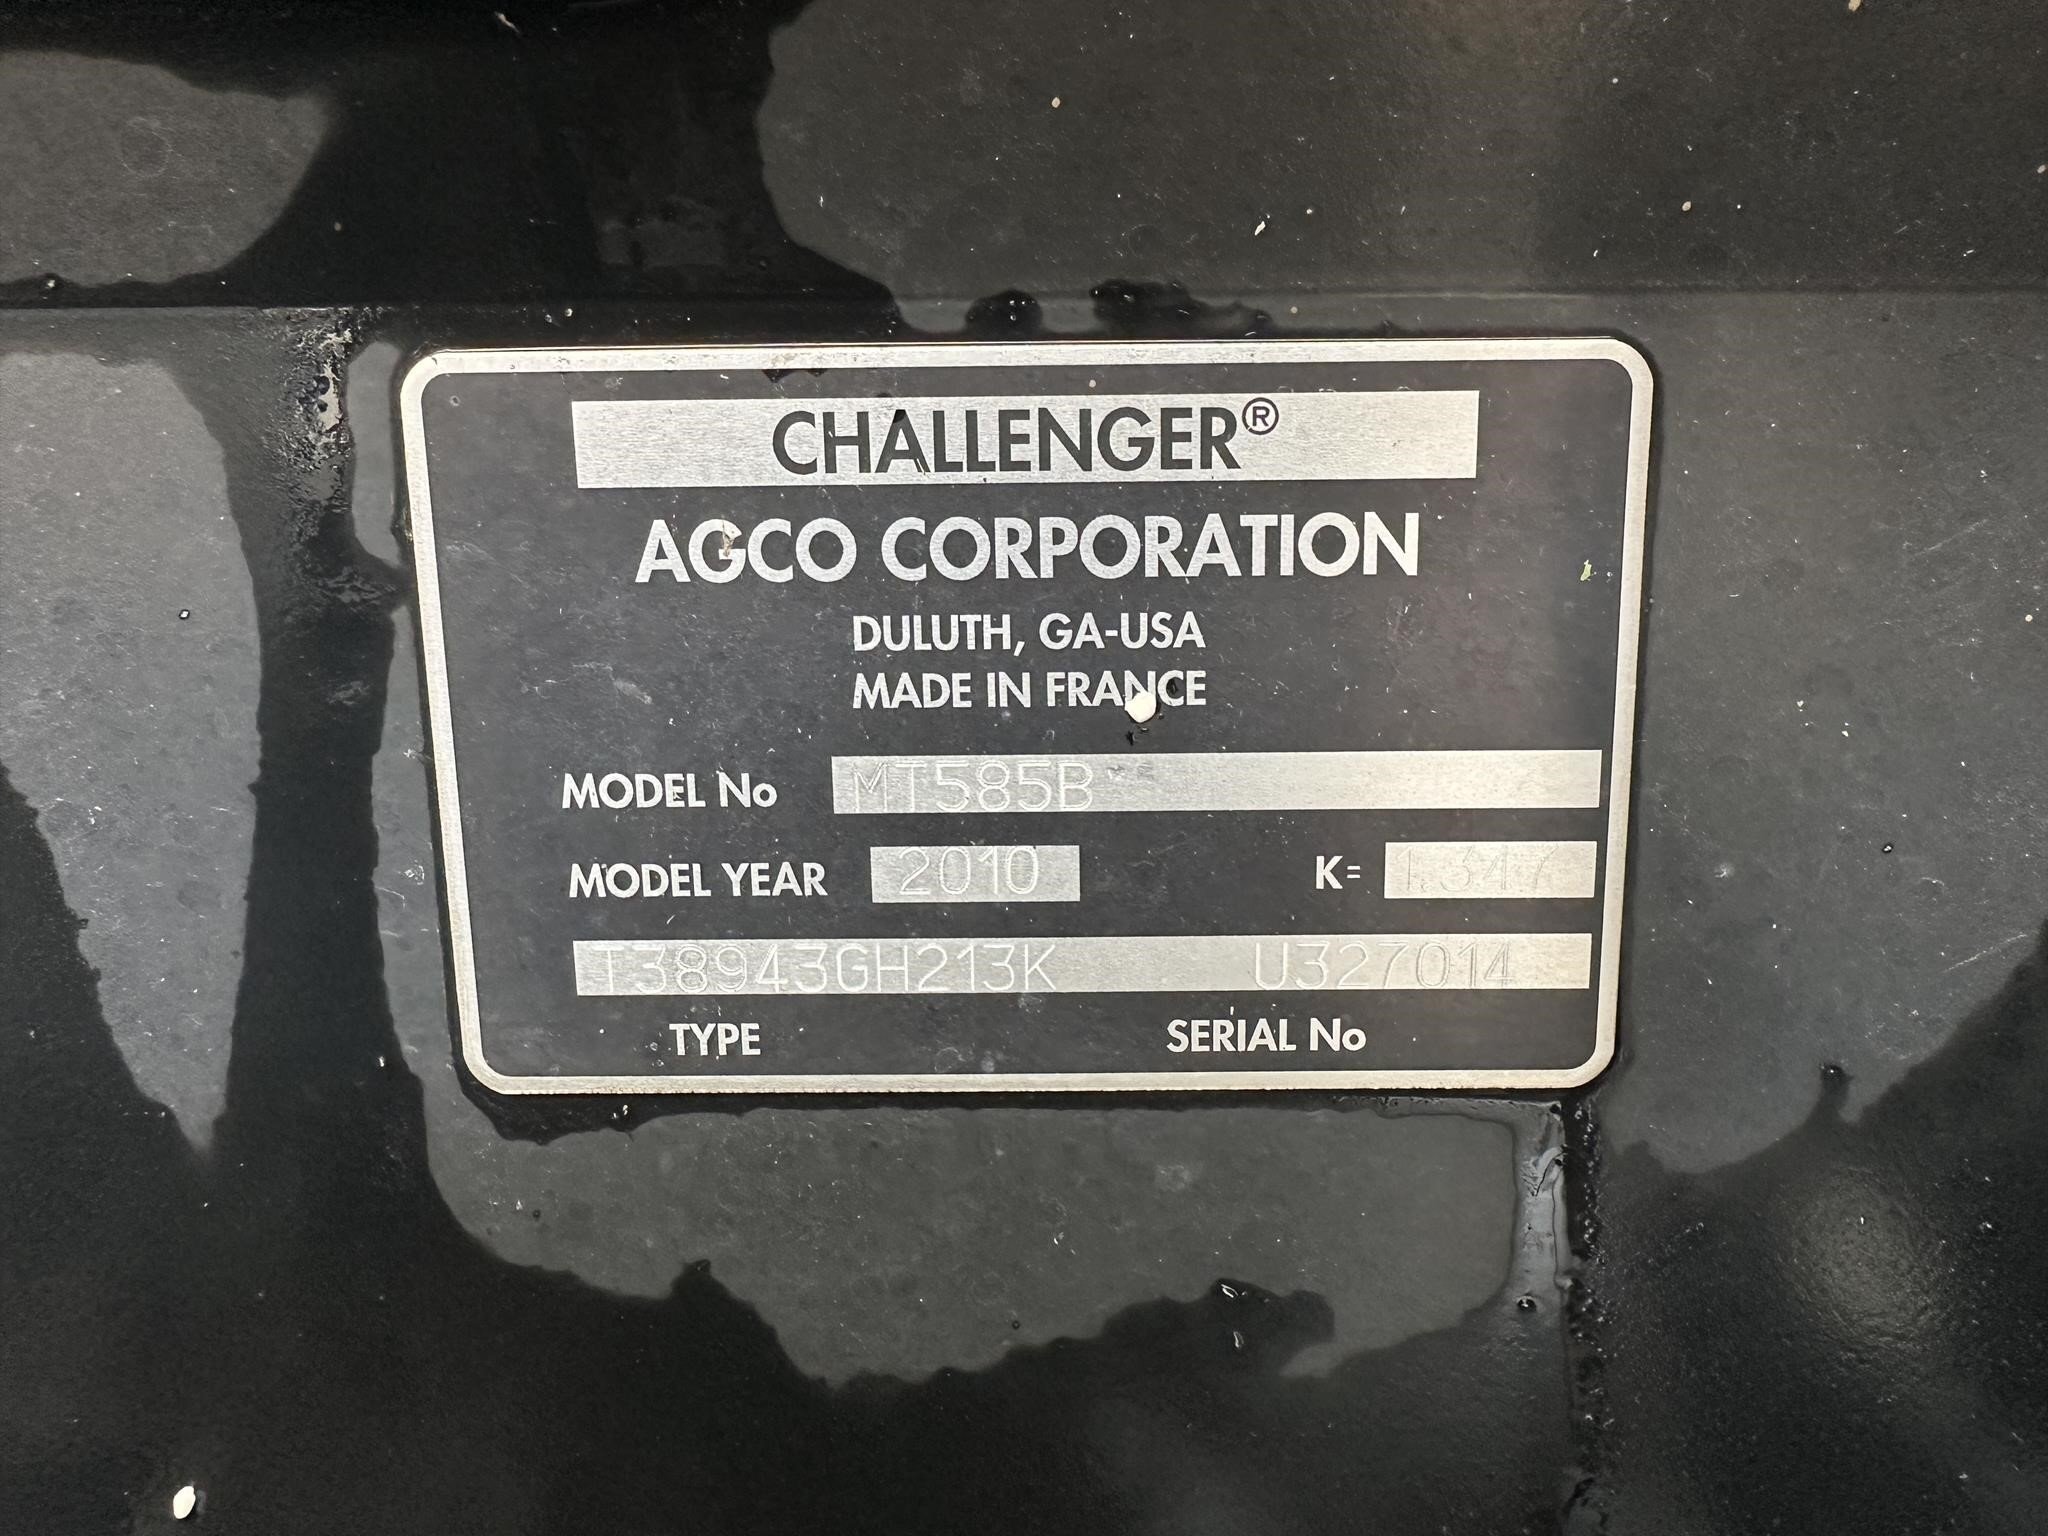 CHALLENGER®
AGCO CORPORATION
DULUTH, GA-USA
MADE IN FRANCE
MODEL No MT585B
MODEL YEAR 2010 K= 1.347
T38943GH213K U327014
TYPE SERIAL No